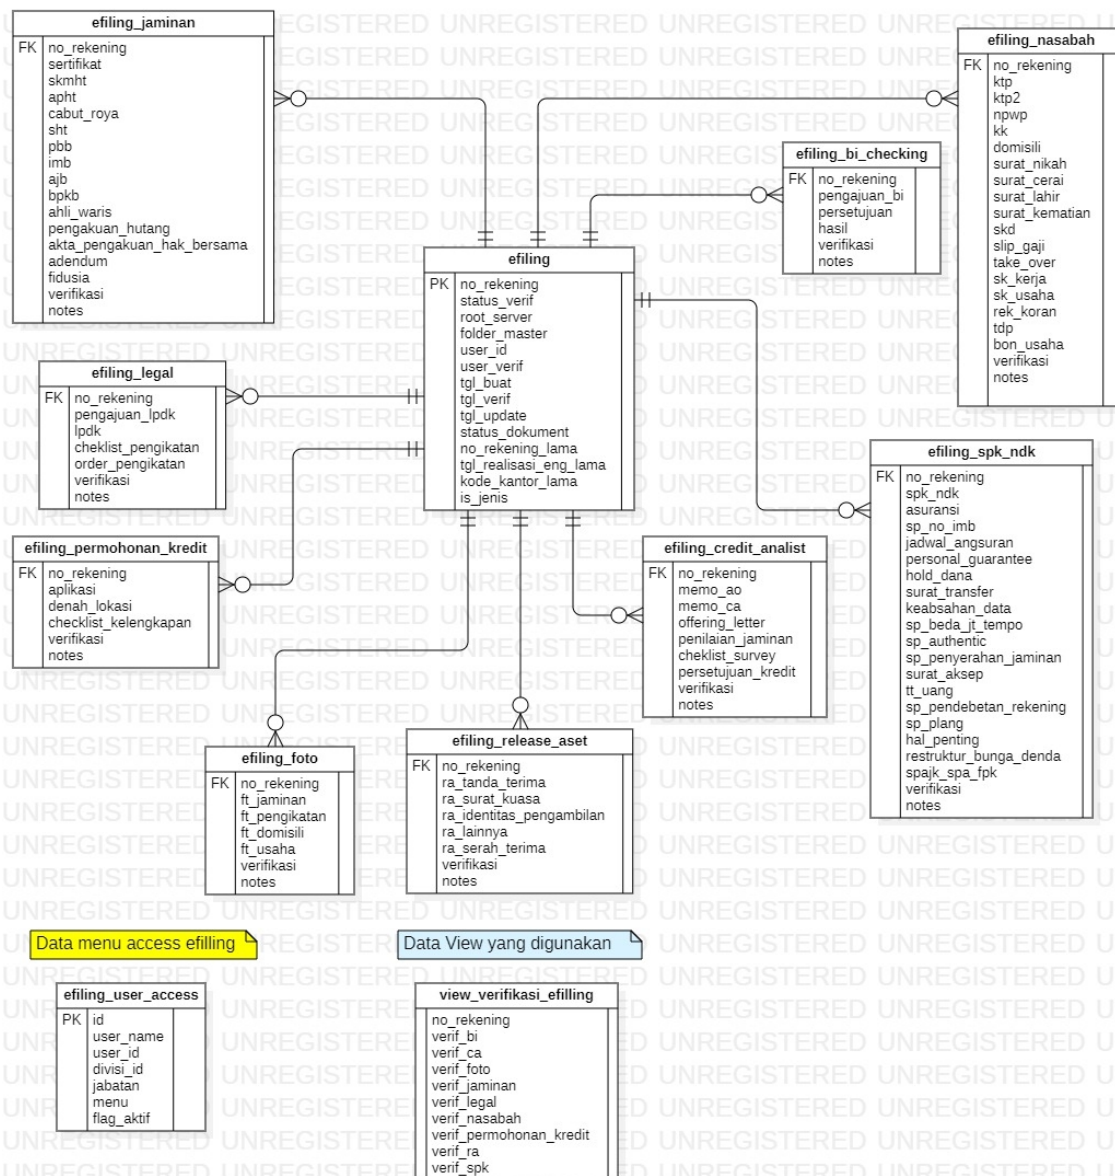 efiling_jaminan
FK no_rekening
sertifikat
skmht
apht
cabut_roya
sht
pbb
imb
ajb
bpkb
ahli_waris
pengakuan_hutang
akta_pengakuan_hak_bersama
adendum
fidusia
verifikasi
notes
efiling_nasabah
FK no_rekening
ktp
ktp2
npwp
kk
domisili
surat_nikah
surat_cerai
surat_lahir
surat_kematian
skd
slip_gaji
take_over
sk_kerja
sk_usaha
rek_koran
tdp
bon_usaha
verifikasi
notes
efiling_bi_checking
FK no_rekening
pengajuan_bi
persetujuan
hasil
verifikasi
notes
efiling
PK no_rekening
status_verif
root_server
folder_master
user_id
user_verif
tgl_buat
tgl_verif
tgl_update
status_dokument
no_rekening_lama
tgl_realisasi_eng_lama
kode_kantor_lama
is_jenis
efiling_legal
FK no_rekening
pengajuan_lpdk
lpdk
cheklist_pengikatan
order_pengikatan
verifikasi
notes
efiling_spk_ndk
FK no_rekening
spk_ndk
asuransi
sp_no_imb
jadwal_angsuran
personal_guarantee
hold_dana
surat_transfer
keabsahan_data
sp_beda_jt_tempo
sp_authentic
sp_penyerahan_jaminan
surat_aksep
tt_uang
sp_pendebetan_rekening
sp_plang
hal_penting
restruktur_bunga_denda
spajk_spa_fpk
verifikasi
notes
efiling_permohonan_kredit
FK no_rekening
aplikasi
denah_lokasi
checklist_kelengkapan
verifikasi
notes
efiling_credit_analist
FK no_rekening
memo_ao
memo_ca
offering_letter
penilaian_jaminan
cheklist_survey
persetujuan_kredit
verifikasi
notes
efiling_foto
FK no_rekening
ft_jaminan
ft_pengikatan
ft_domisili
ft_usaha
verifikasi
notes
efiling_release_aset
FK no_rekening
ra_tanda_terima
ra_surat_kuasa
ra_identitas_pengambilan
ra_lainnya
ra_serah_terima
verifikasi
notes
Data menu access efilling
Data View yang digunakan
efiling_user_access
PK id
user_name
user_id
divisi_id
jabatan
menu
flag_aktif
view_verifikasi_efilling
no_rekening
verif_bi
verif_ca
verif_foto
verif_jaminan
verif_legal
verif_nasabah
verif_permohonan_kredit
verif_ra
verif_spk